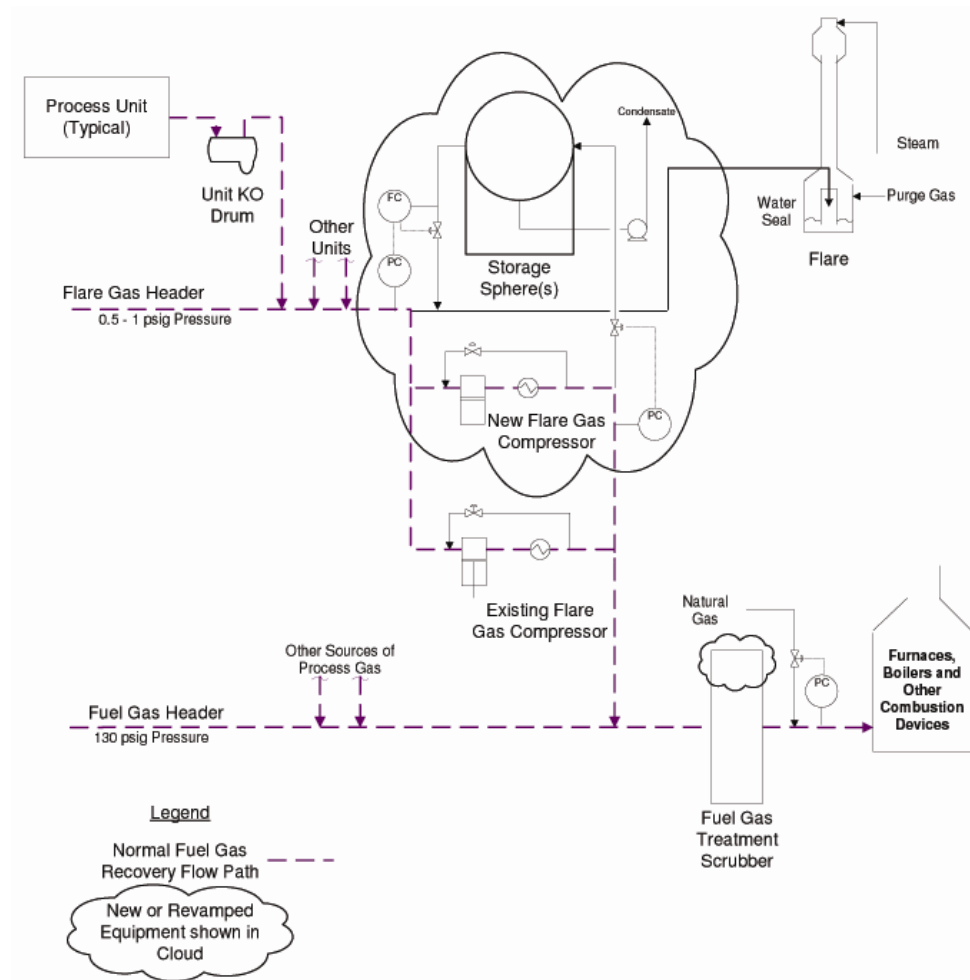 Process Unit
(Typical)
Unit KO
Drum
Other
Units
Flare Gas Header
0.5 - 1 psig Pressure
FC
PC
Condensate
Storage
Sphere(s)
Steam
Purge Gas
Water
Seal
Flare
New Flare Gas
Compressor
PC
Existing Flare
Gas Compressor
Other Sources of
Process Gas
Fuel Gas Header
130 psig Pressure
Natural
Gas
PC
Furnaces,
Boilers and
Other
Combustion
Devices
Fuel Gas
Treatment
Scrubber
Legend
Normal Fuel Gas
Recovery Flow Path
New or Revamped
Equipment shown in
Cloud